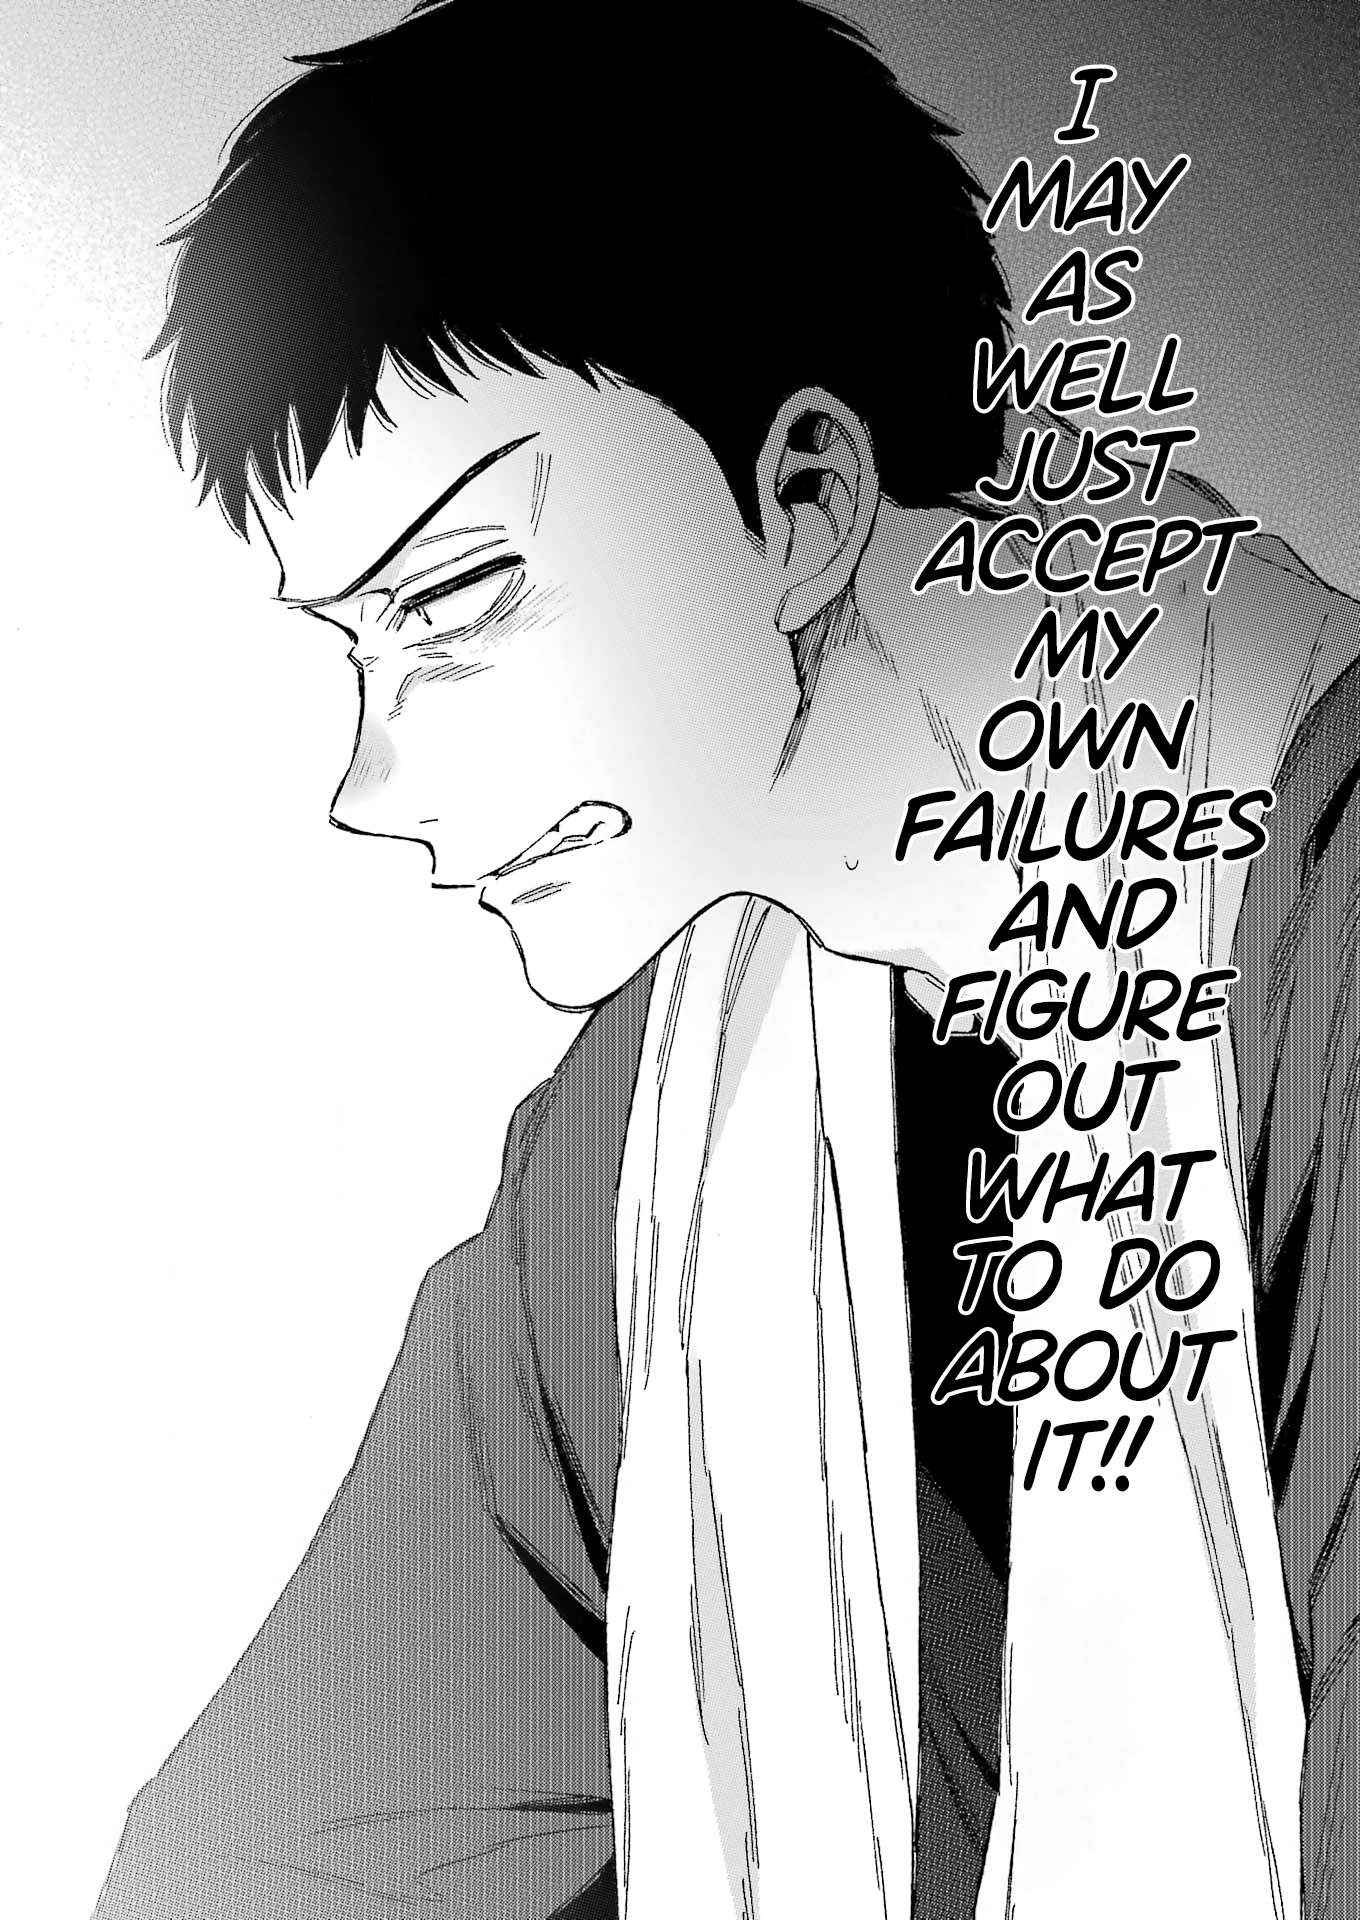 I
MAY
AS
WELL
JUST
ACCEPT
MY
OWN
FAILURES
AND
FIGURE
OUT
WHAT
TO DO
ABOUT
IT!!